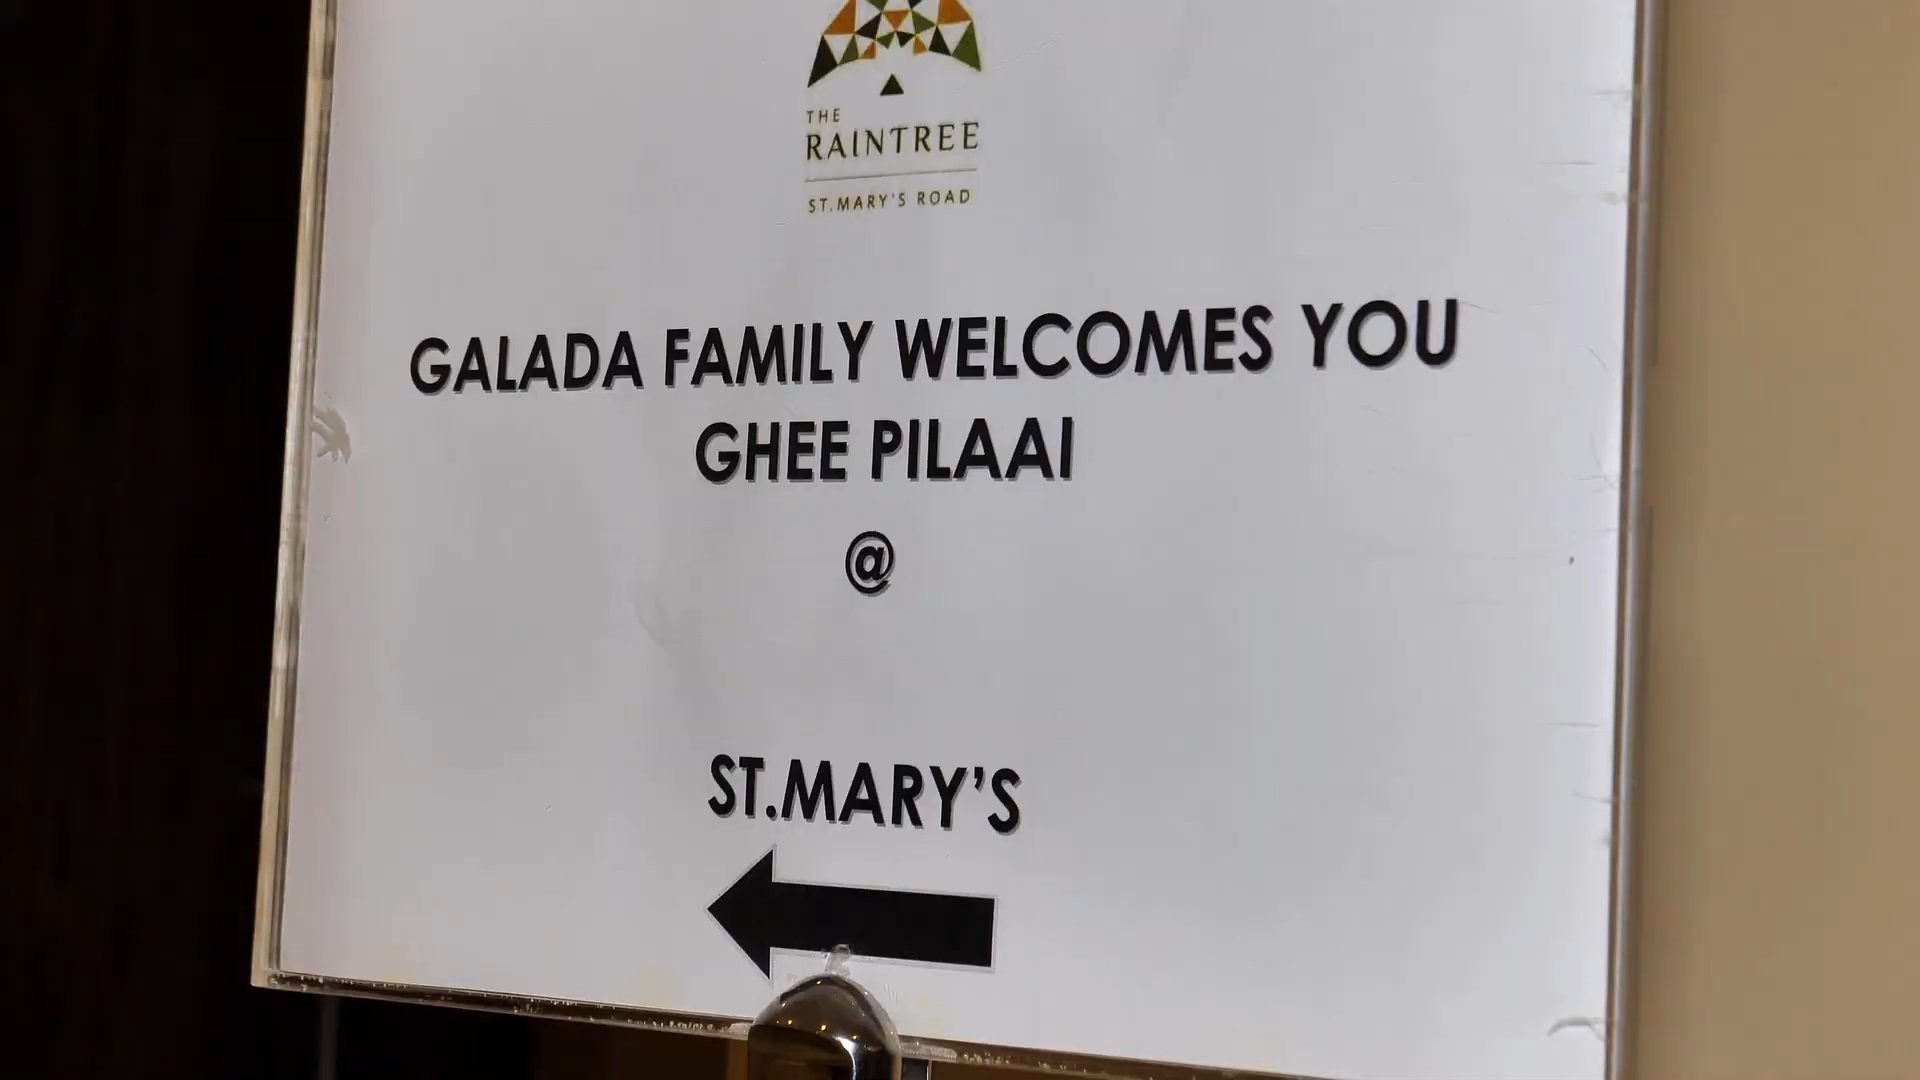 THE
RAINTREE
ST.MARY'S ROAD
GALADA FAMILY WELCOMES YOU
GHEE PILAAI
@
ST.MARY'S